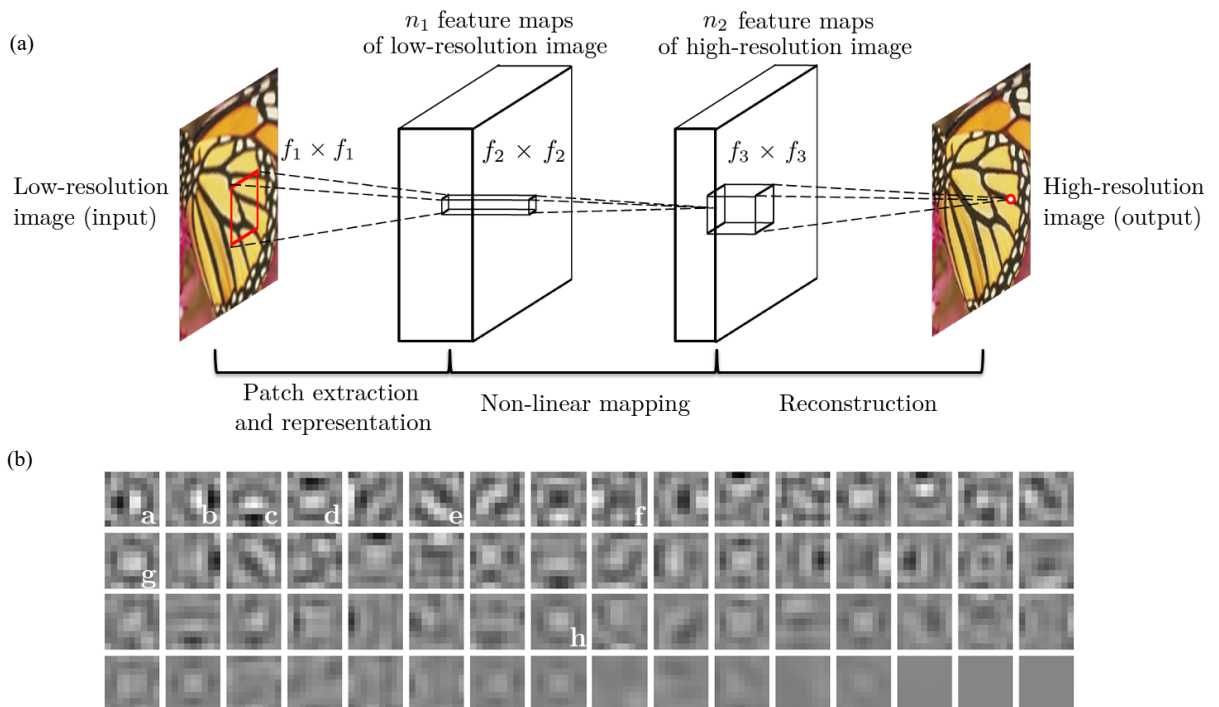 (a)
n₁ feature maps
of low-resolution image
n₂ feature maps
of high-resolution image
f₁ × f₁
f₂ × f₂
f₃ × f₃
Low-resolution
image (input)
High-resolution
image (output)
Patch extraction
and representation
Non-linear mapping
Reconstruction
(b)
a b c d e f
g
h